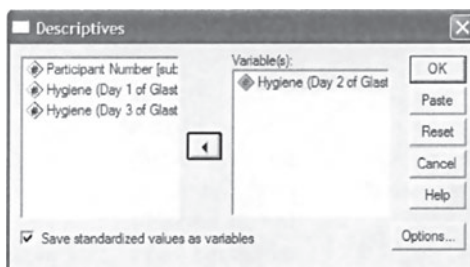 Descriptives
Participant Number [sub
Hygiene (Day 1 of Glast
Hygiene (Day 3 of Glast
Variable(s):
Hygiene (Day 2 of Glast
OK
Paste
Reset
Cancel
Help
Save standardized values as variables
Options...